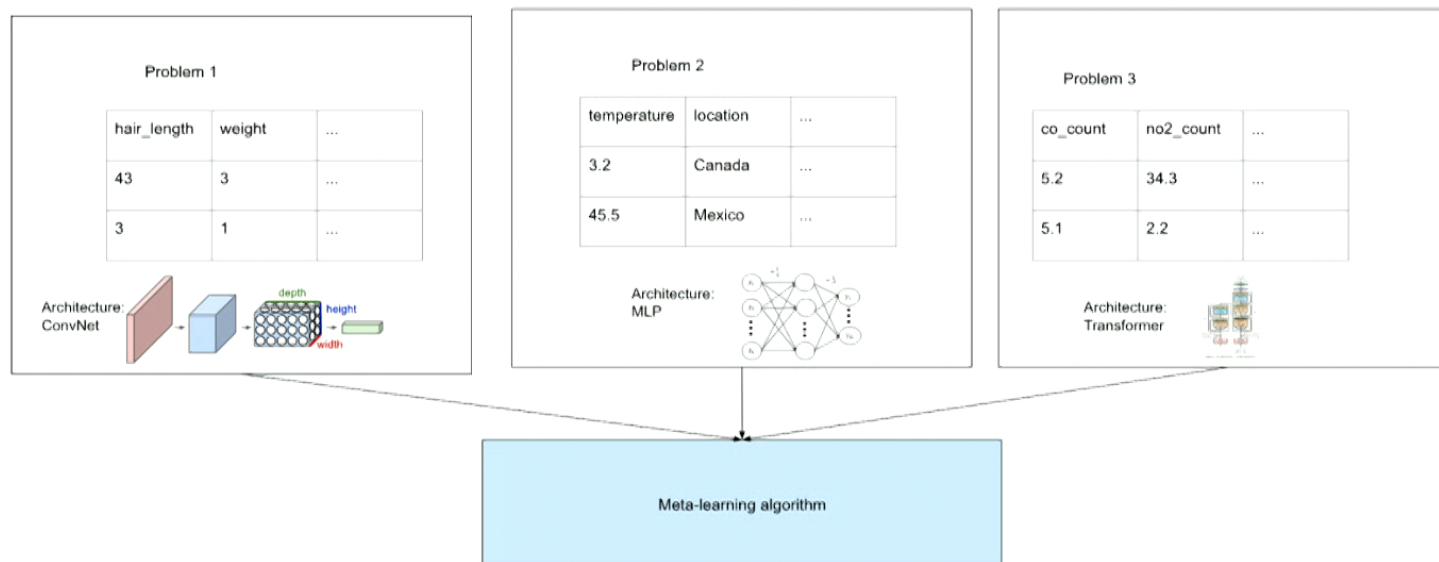 Problem 1
hair_length weight ...
43 3 ...
3 1 ...
Architecture:
ConvNet
depth
height
width
Problem 2
temperature location ...
3.2 Canada ...
45.5 Mexico ...
Architecture:
MLP
Problem 3
co_count no2_count ...
5.2 34.3 ...
5.1 2.2 ...
Architecture:
Transformer
Meta-learning algorithm